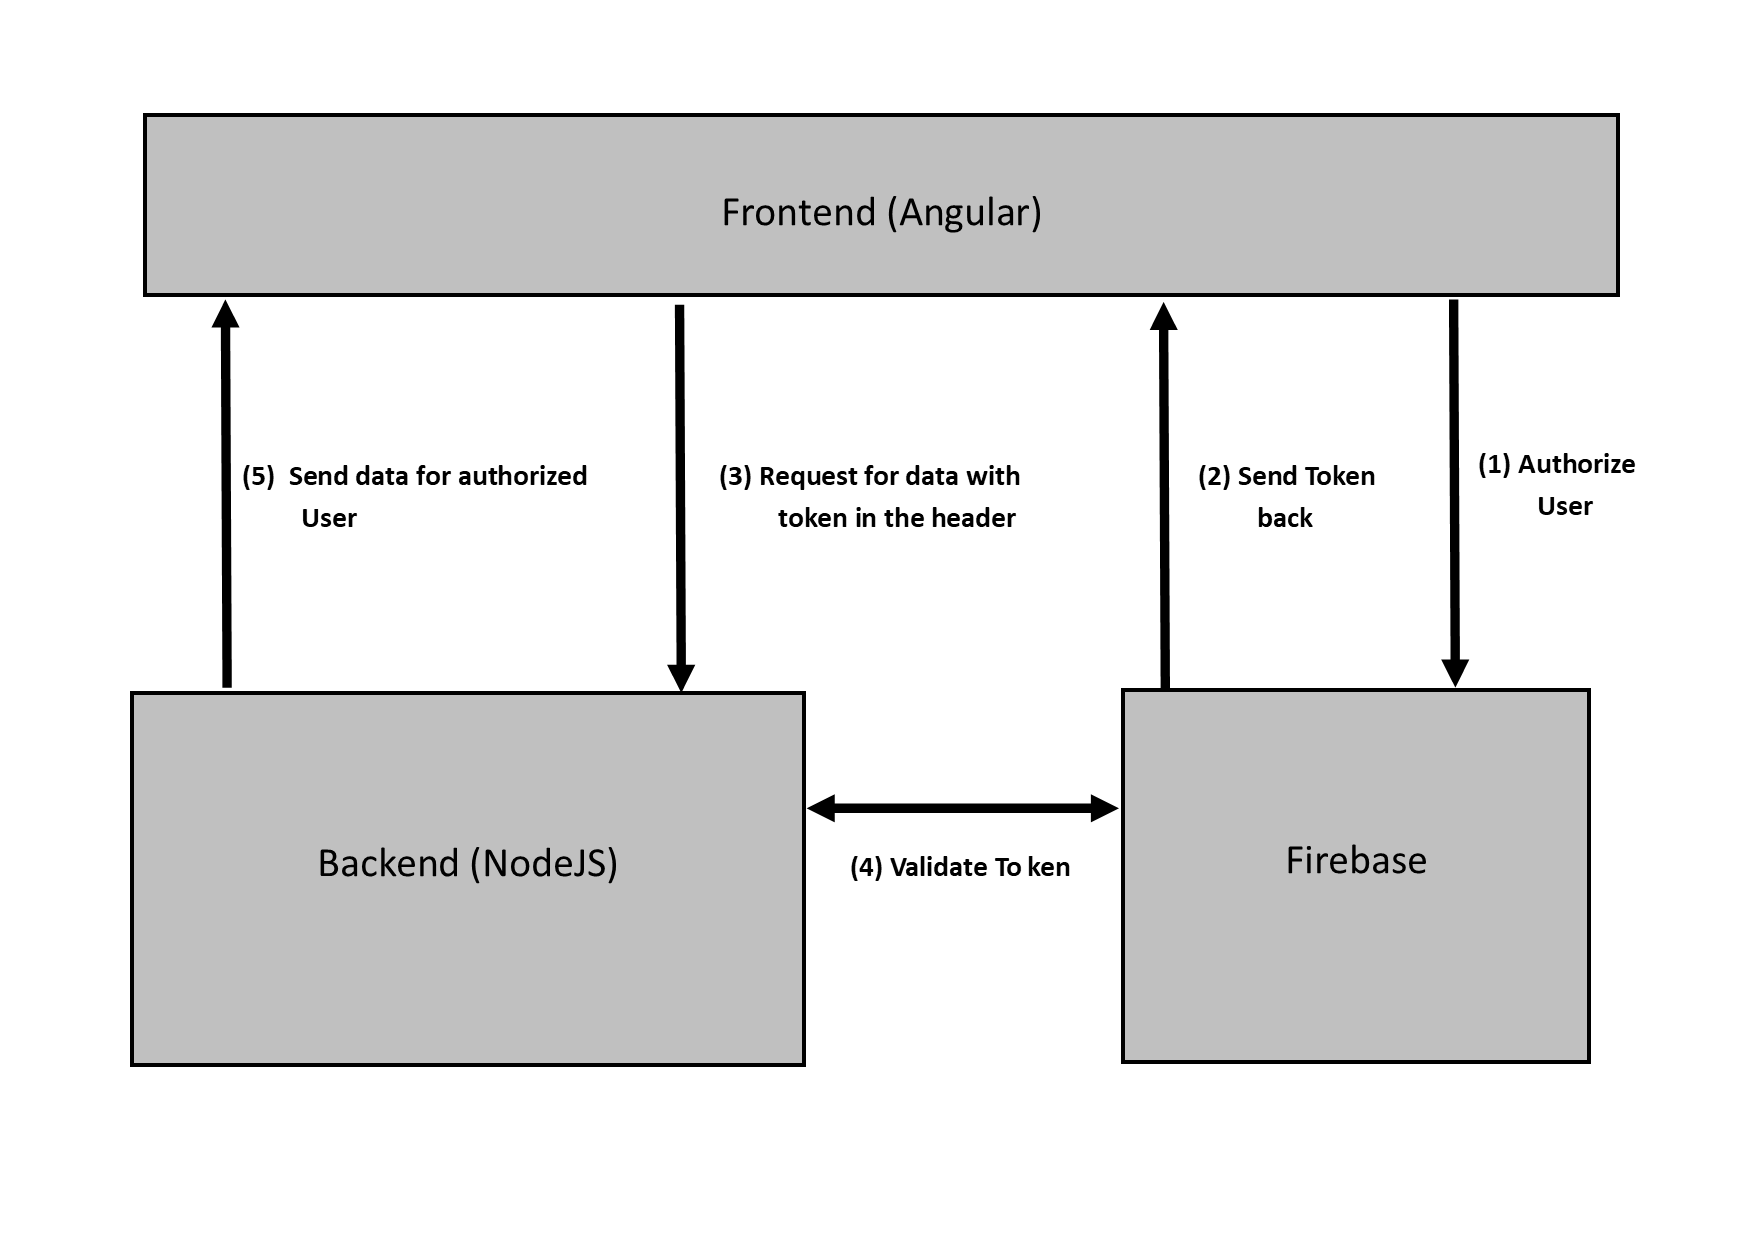 Frontend (Angular)
(5) Send data for authorized
User
(3) Request for data with
token in the header
(2) Send Token
back
(1) Authorize
User
Backend (NodeJS)
(4) Validate To ken
Firebase